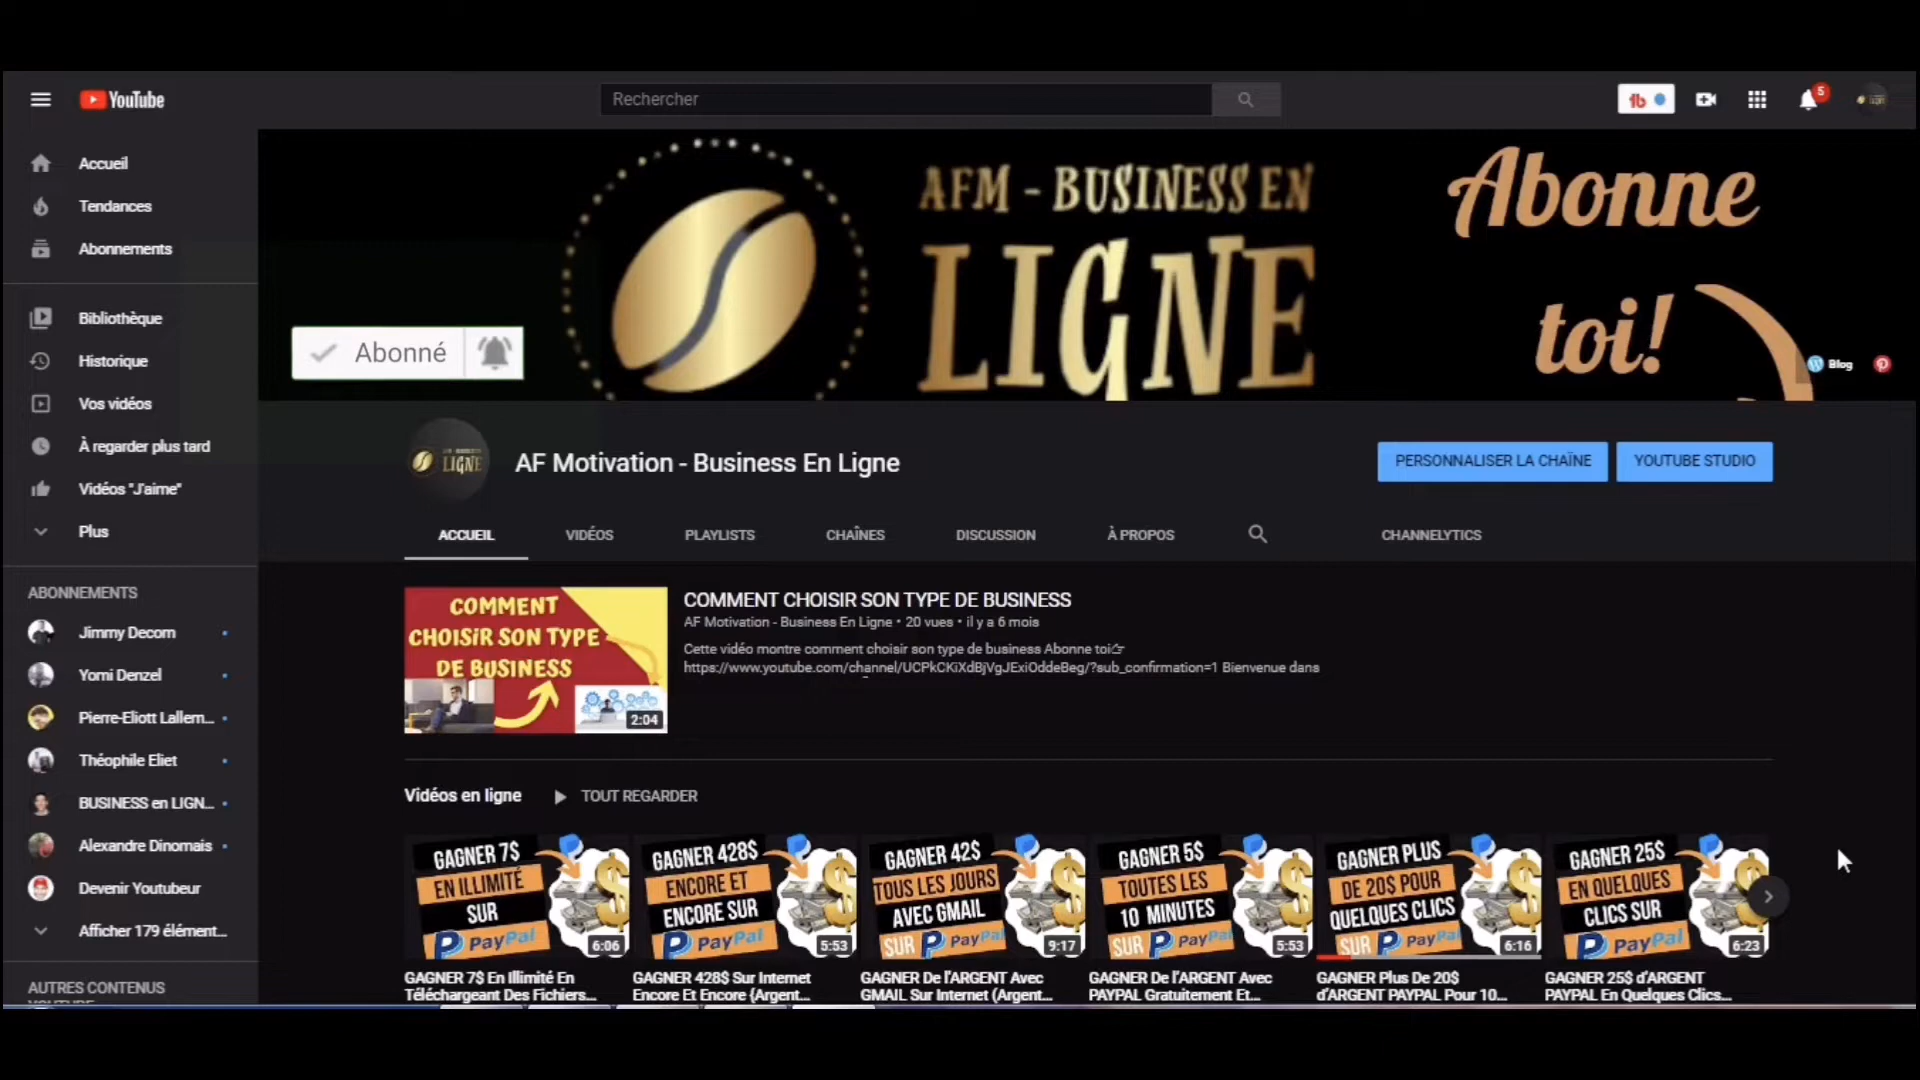 YouTube
Rechercher
5
Accueil
Tendances
Abonnements
Bibliothèque
Historique
Vos vidéos
À regarder plus tard
Vidéos "J'aime"
Plus
ABONNEMENTS
Jimmy Decom
Yomi Denzel
Pierre-Eliott Lallem...
Théophile Eliet
BUSINESS en LIGN...
Alexandre Dinomais
Devenir Youtubeur
Afficher 179 élément...
AUTRES CONTENUS
YOUTUBE
AFM - BUSINESS EN
LIGNE
Abonne
toi!
Abonné
Blog
LIGNE
AF Motivation - Business En Ligne
PERSONNALISER LA CHAÎNE
YOUTUBE STUDIO
ACCUEIL
VIDÉOS
PLAYLISTS
CHAÎNES
DISCUSSION
À PROPOS
CHANNELYTICS
COMMENT
CHOISIR SON TYPE
DE BUSINESS
2:04
COMMENT CHOISIR SON TYPE DE BUSINESS
AF Motivation - Business En Ligne • 20 vues • il y a 6 mois
Cette vidéo montre comment choisir son type de business Abonne toi
https://www.youtube.com/channel/UCPkCKiXdBjVgJExiOddeBeg/?sub_confirmation=1 Bienvenue dans
Vidéos en ligne
TOUT REGARDER
GAGNER 7$
EN ILLIMITÉ
SUR
PayPal
6:06
GAGNER 7$ En Illimité En
Téléchargeant Des Fichiers...
GAGNER 428$
ENCORE ET
ENCORE SUR
PayPal
5:53
GAGNER 428$ Sur Internet
Encore Et Encore {Argent...
GAGNER 42$
TOUS LES JOURS
AVEC GMAIL
SUR PayPal
9:17
GAGNER De l'ARGENT Avec
GMAIL Sur Internet (Argent...
GAGNER 5$
TOUTES LES
10 MINUTES
SUR PayPal
5:53
GAGNER De l'ARGENT Avec
PAYPAL Gratuitement Et...
GAGNER PLUS
DE 20$ POUR
QUELQUES CLICS
SUR PayPal
6:16
GAGNER Plus De 20$
d'ARGENT PAYPAL Pour 10...
GAGNER 25$
EN QUELQUES
CLICS SUR
PayPal
6:23
GAGNER 25$ d'ARGENT
PAYPAL En Quelques Clics...